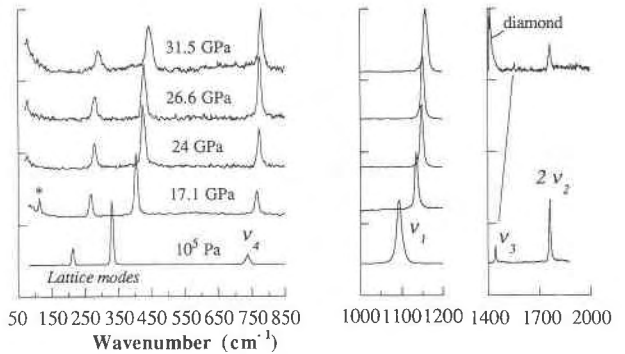 diamond
31.5 GPa
26.6 GPa
24 GPa
17.1 GPa
*
2 ν2
ν1
ν3
ν4
10⁵ Pa
Lattice modes
50 150 250 350 450 550 650 750 850
1000 1100 1200
1400 1700 2000
Wavenumber (cm⁻¹)